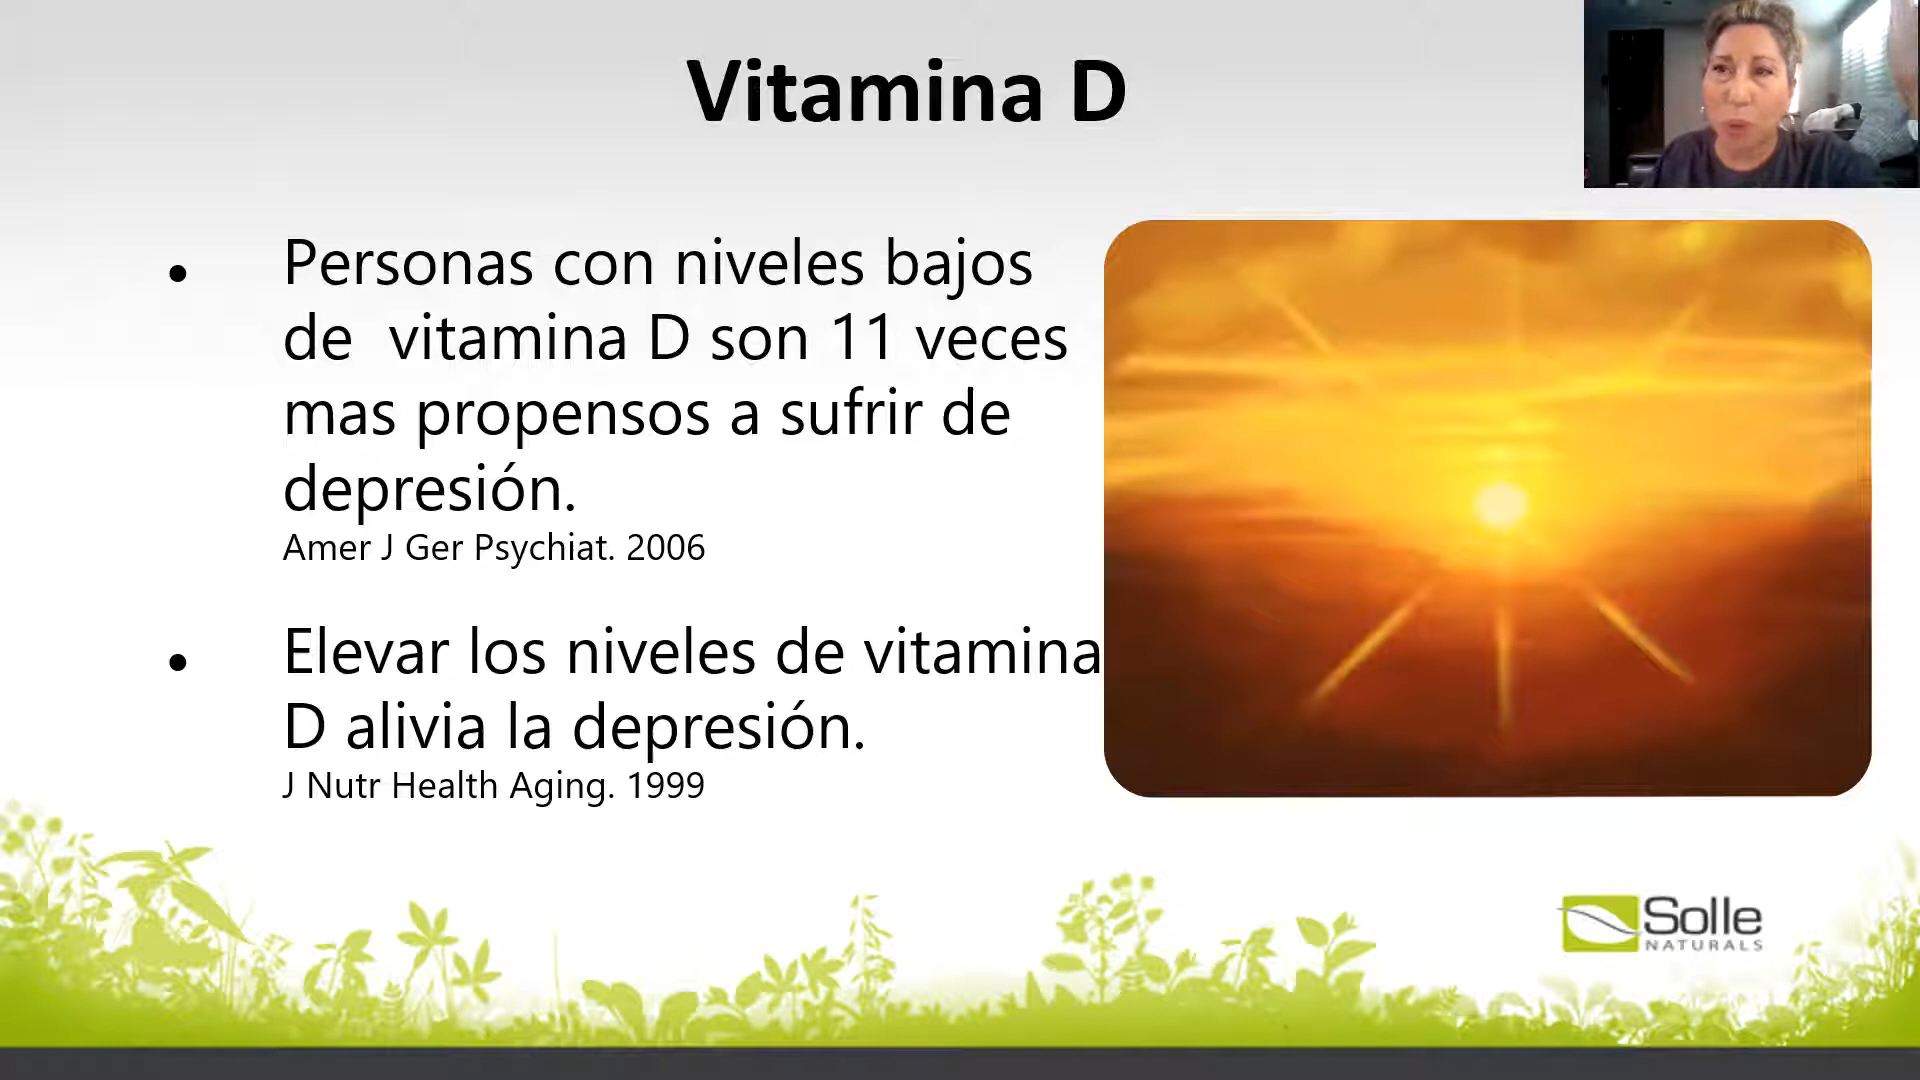 Vitamina D
• Personas con niveles bajos
de vitamina D son 11 veces
mas propensos a sufrir de
depresión.
Amer J Ger Psychiat. 2006
• Elevar los niveles de vitamina
D alivia la depresión.
J Nutr Health Aging. 1999
Solle
NATURALS